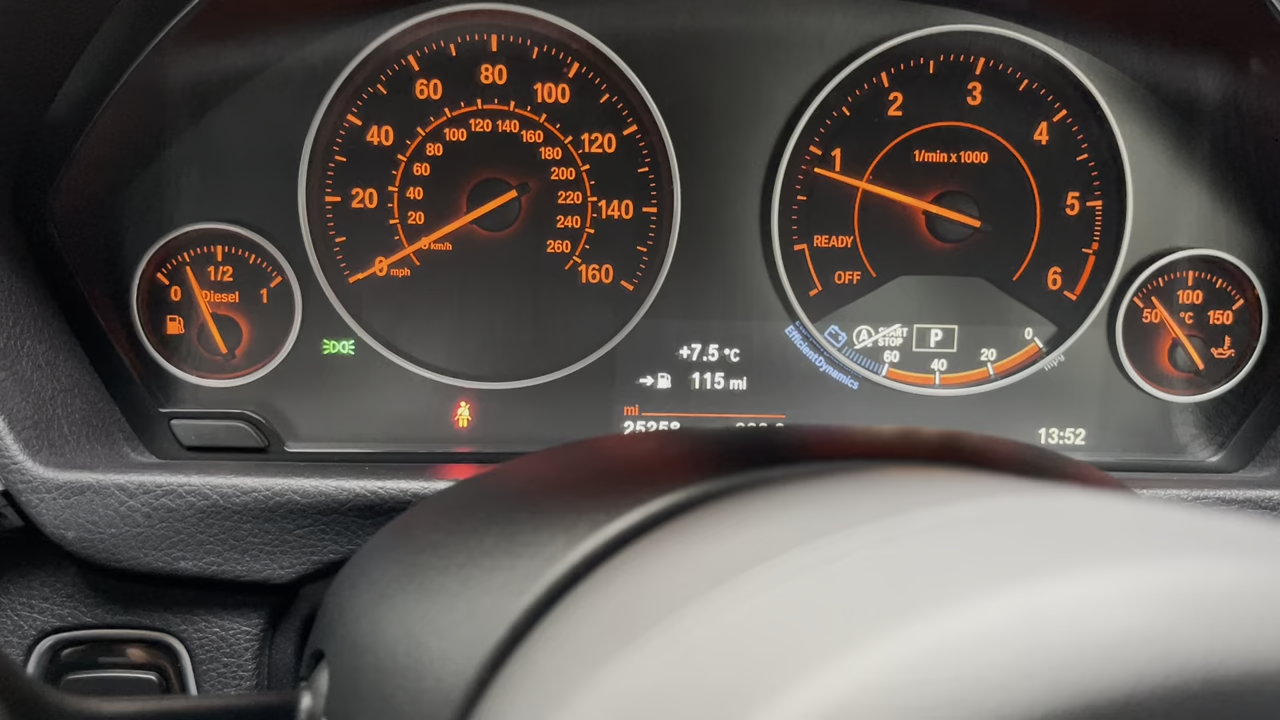 20
40
60
80
100
120
140
160
0 mph
20
40
60
80
100
120
140
160
180
200
220
240
260
km/h
0
1/2
1
Diesel
+7.5 °C
115 mi
mi
25258
1
2
3
4
5
6
1/min x 1000
READY
OFF
A START
STOP
P
60
40
20
0
mpg
EfficientDynamics
13:52
50
100
150
°C